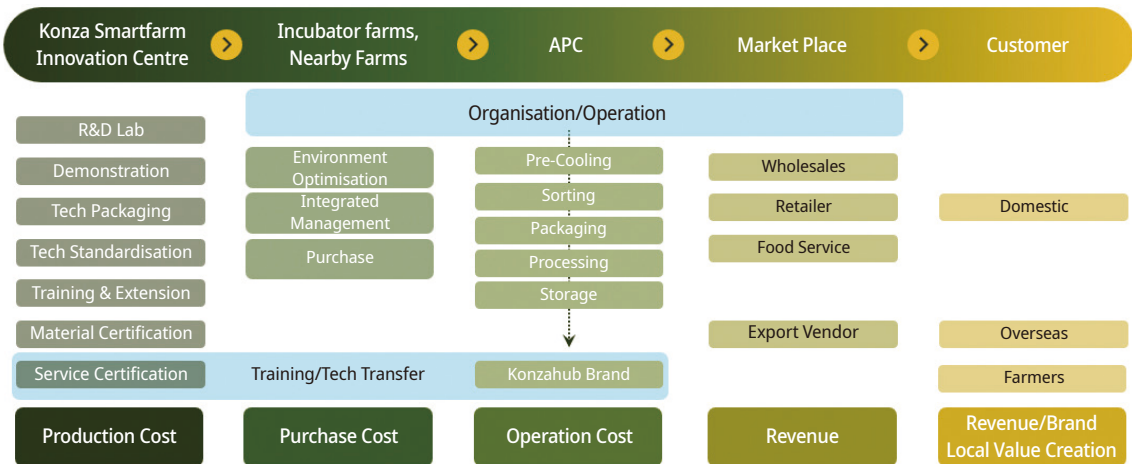 Konza Smartfarm
Innovation Centre
Incubator farms,
Nearby Farms
APC
Market Place
Customer
Organisation/Operation
R&D Lab
Demonstration
Tech Packaging
Tech Standardisation
Training & Extension
Material Certification
Service Certification
Environment
Optimisation
Integrated
Management
Purchase
Training/Tech Transfer
Pre-Cooling
Sorting
Packaging
Processing
Storage
Konzahub Brand
Wholesales
Retailer
Food Service
Export Vendor
Domestic
Overseas
Farmers
Production Cost
Purchase Cost
Operation Cost
Revenue
Revenue/Brand
Local Value Creation